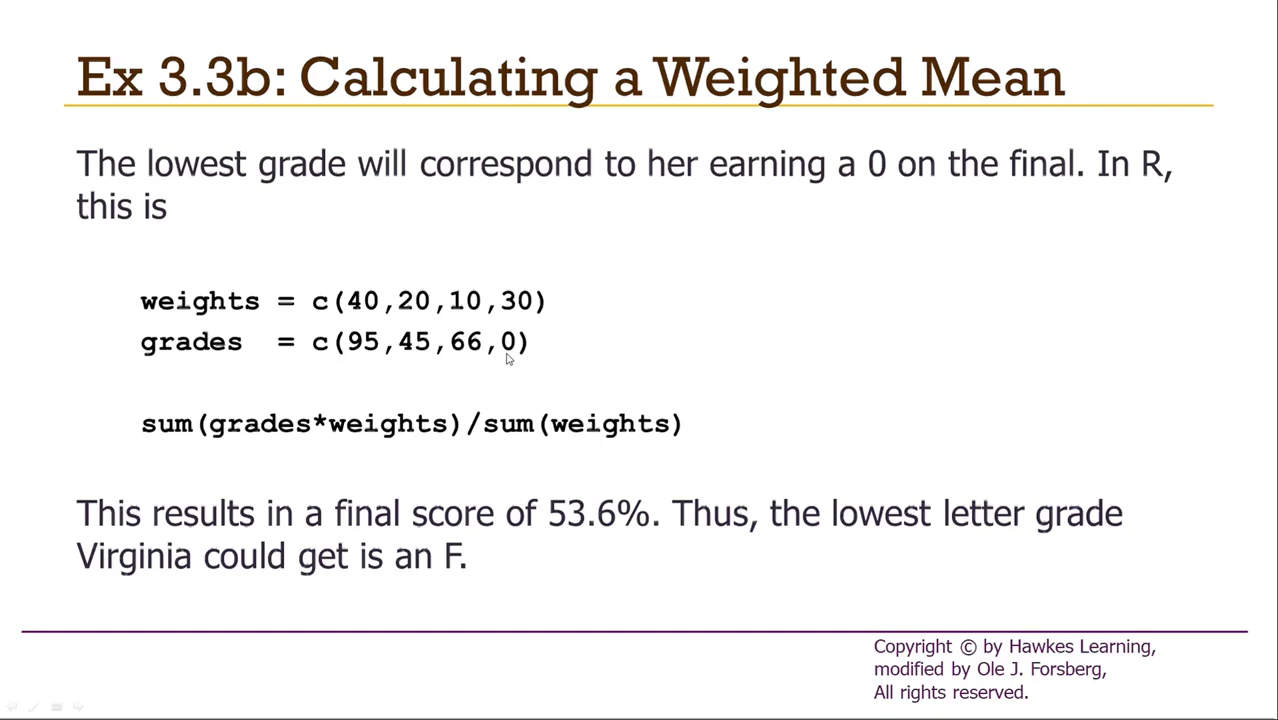 Ex 3.3b: Calculating a Weighted Mean
The lowest grade will correspond to her earning a 0 on the final. In R,
this is
weights = c(40,20,10,30)
grades  = c(95,45,66,0)
sum(grades*weights)/sum(weights)
This results in a final score of 53.6%. Thus, the lowest letter grade
Virginia could get is an F.
Copyright © by Hawkes Learning,
modified by Ole J. Forsberg,
All rights reserved.